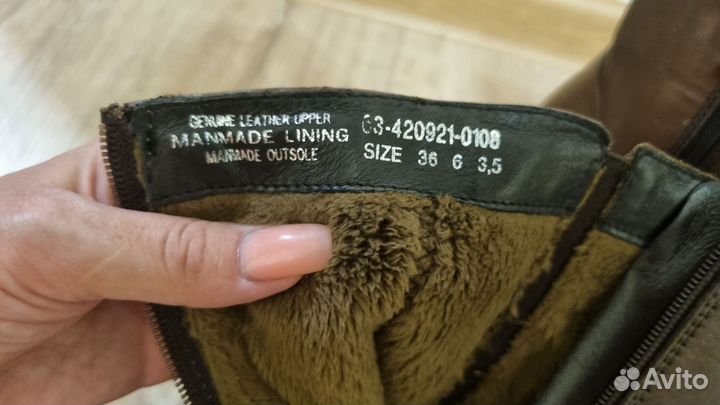 GENUINE LEATHER UPPER
MANMADE LINING
MANMADE OUTSOLE
63-420921-0108
SIZE 36 6 3,5
Avito